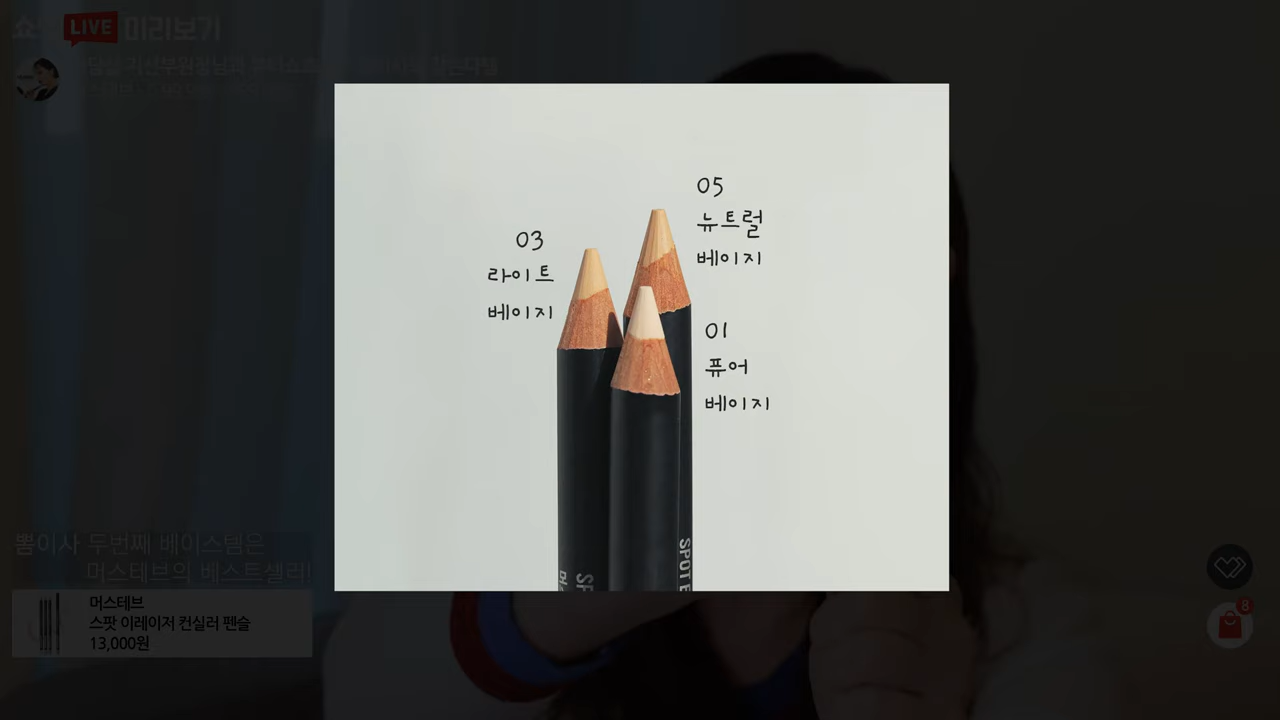 쇼핑 LIVE 미리보기
05
뉴트럴
베이지
03
라이트
베이지
01
퓨어
베이지
SPOT
뽐이사 두번째 베이스템은
머스테브의 베스트셀러!
머스테브
스팟 이레이저 컨실러 펜슬
13,000원
8